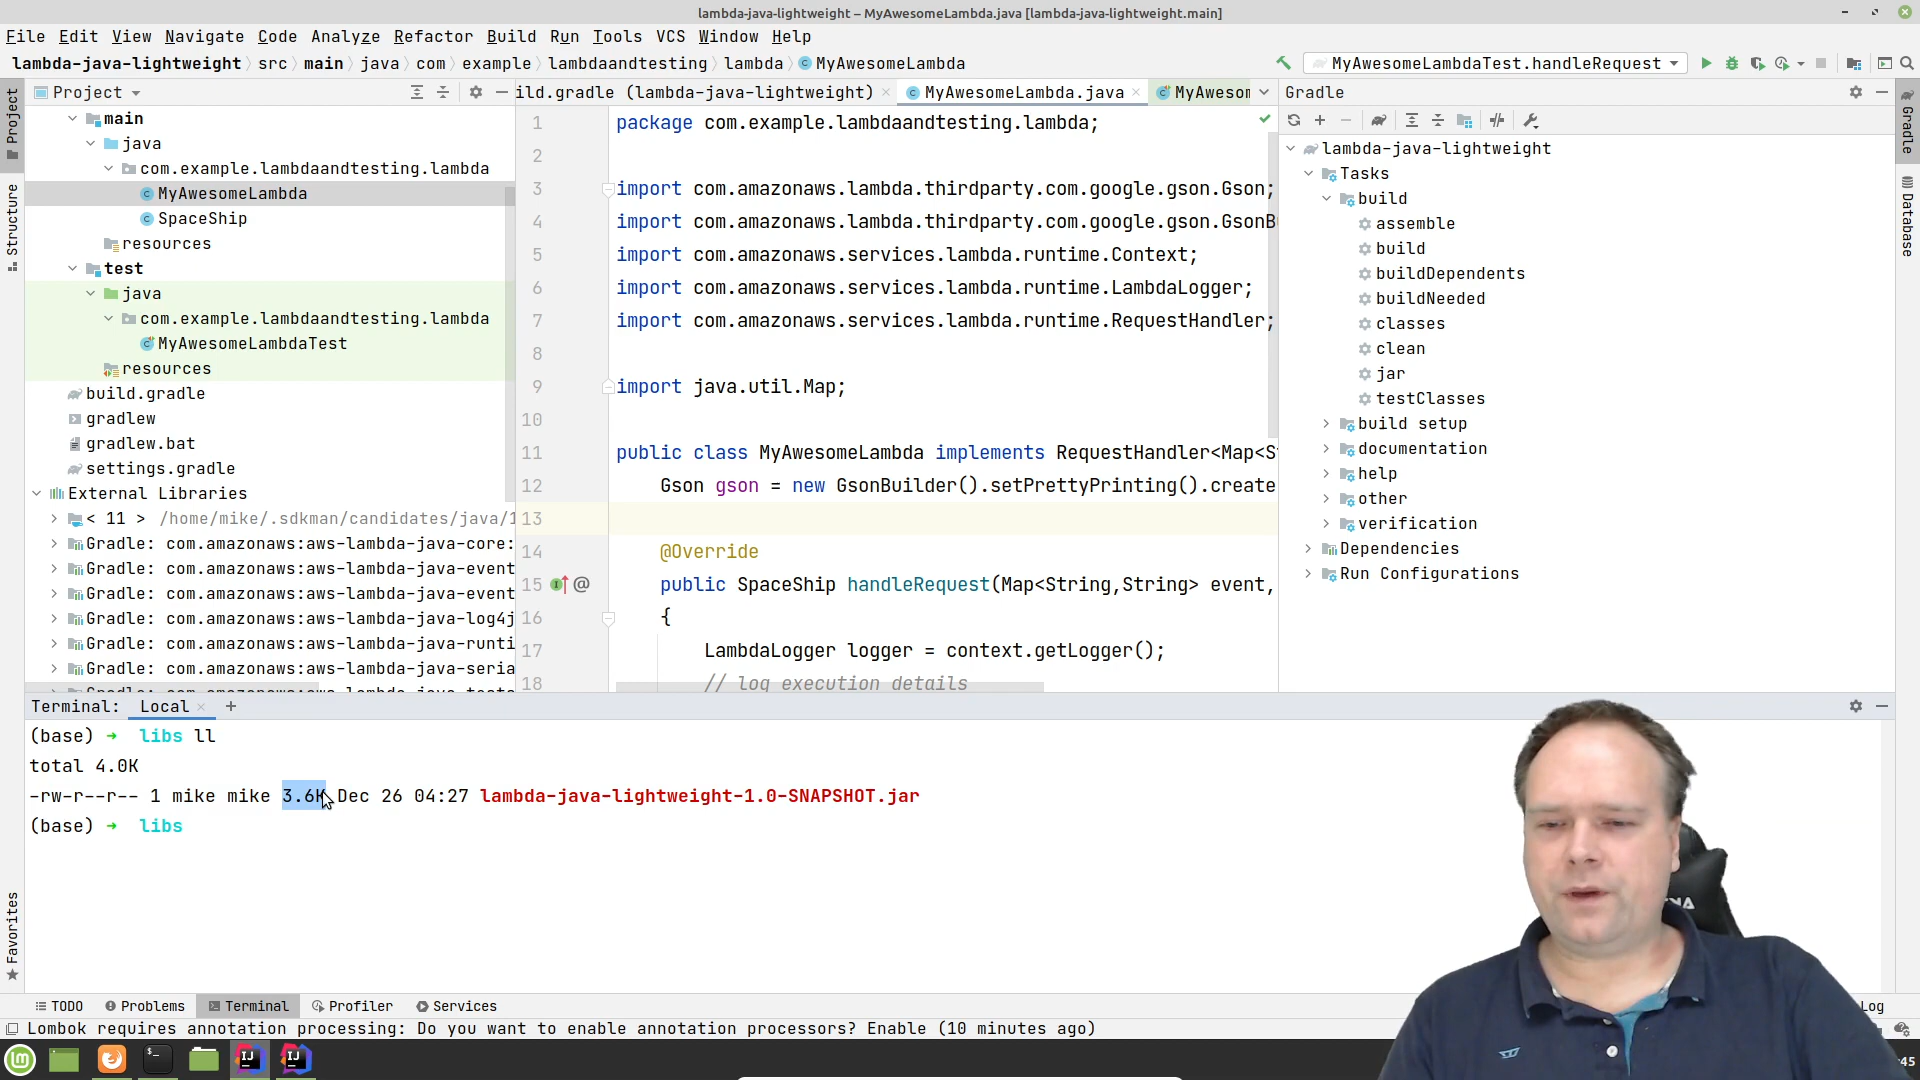 lambda-java-lightweight – MyAwesomeLambda.java [lambda-java-lightweight.main]
File Edit View Navigate Code Analyze Refactor Build Run Tools VCS Window Help
lambda-java-lightweight src main java com example lambdaandtesting lambda MyAwesomeLambda
MyAwesomeLambdaTest.handleRequest
Project
main
java
com.example.lambdaandtesting.lambda
MyAwesomeLambda
SpaceShip
resources
test
java
com.example.lambdaandtesting.lambda
MyAwesomeLambdaTest
resources
build.gradle
gradlew
gradlew.bat
settings.gradle
External Libraries
< 11 > /home/mike/.sdkman/candidates/java/1
Gradle: com.amazonaws:aws-lambda-java-core:
Gradle: com.amazonaws:aws-lambda-java-event
Gradle: com.amazonaws:aws-lambda-java-event
Gradle: com.amazonaws:aws-lambda-java-log4j
Gradle: com.amazonaws:aws-lambda-java-runti
Gradle: com.amazonaws:aws-lambda-java-seria
ild.gradle (lambda-java-lightweight) MyAwesomeLambda.java MyAwesom
1 package com.example.lambdaandtesting.lambda;
2
3 import com.amazonaws.lambda.thirdparty.com.google.gson.Gson;
4 import com.amazonaws.lambda.thirdparty.com.google.gson.GsonB
5 import com.amazonaws.services.lambda.runtime.Context;
6 import com.amazonaws.services.lambda.runtime.LambdaLogger;
7 import com.amazonaws.services.lambda.runtime.RequestHandler;
8
9 import java.util.Map;
10
11 public class MyAwesomeLambda implements RequestHandler<Map<S
12 Gson gson = new GsonBuilder().setPrettyPrinting().create
13
14 @Override
15 @ public SpaceShip handleRequest(Map<String,String> event,
16 {
17 LambdaLogger logger = context.getLogger();
18 // log execution details
Gradle
lambda-java-lightweight
Tasks
build
assemble
build
buildDependents
buildNeeded
classes
clean
jar
testClasses
build setup
documentation
help
other
verification
Dependencies
Run Configurations
Project
Structure
Favorites
Gradle
Database
Terminal: Local +
(base) → libs ll
total 4.0K
-rw-r--r-- 1 mike mike 3.6K Dec 26 04:27 lambda-java-lightweight-1.0-SNAPSHOT.jar
(base) → libs
TODO Problems Terminal Profiler Services Log
Lombok requires annotation processing: Do you want to enable annotation processors? Enable (10 minutes ago)
:45